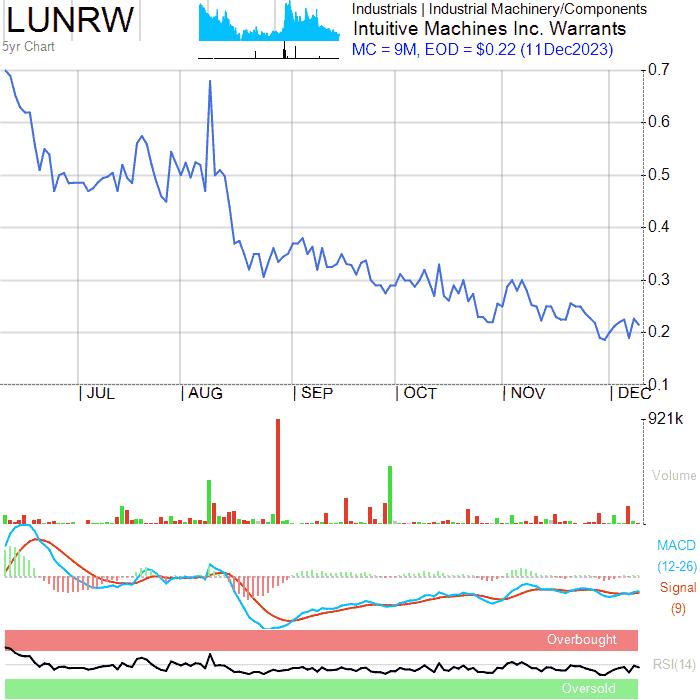 LUNRW
5yr Chart
Industrials | Industrial Machinery/Components
Intuitive Machines Inc. Warrants
MC = 9M, EOD = $0.22 (11Dec2023)
0.7
0.6
0.5
0.4
0.3
0.2
0.1
JUL AUG SEP OCT NOV DEC
921k
Volume
MACD
(12-26)
Signal
(9)
Overbought
RSI(14)
Oversold